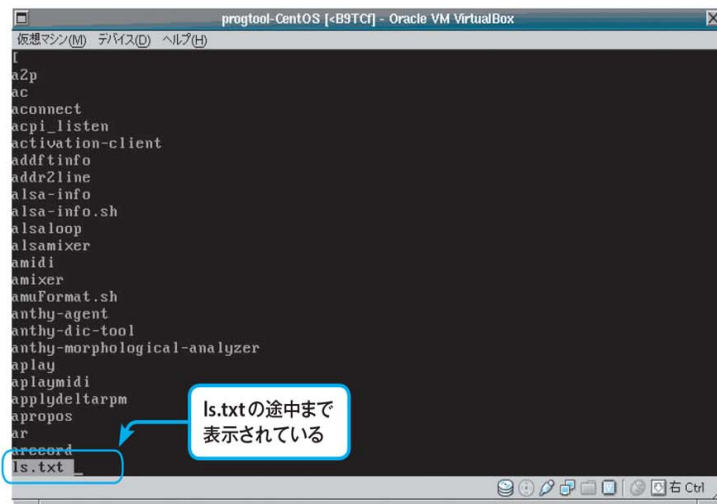 progtool-CentOS [<B9TCf] - Oracle VM VirtualBox
仮想マシン(M) デバイス(D) ヘルプ(H)
[
a2p
ac
aconnect
acpi_listen
activation-client
addftinfo
addr2line
alsa-info
alsa-info.sh
alsaloop
alsamixer
amidi
amixer
amuFormat.sh
anthy-agent
anthy-dic-tool
anthy-morphological-analyzer
aplay
aplaymidi
applydeltarpm
apropos
ar
arecord
ls.txt
ls.txtの途中まで
表示されている
右 Ctrl